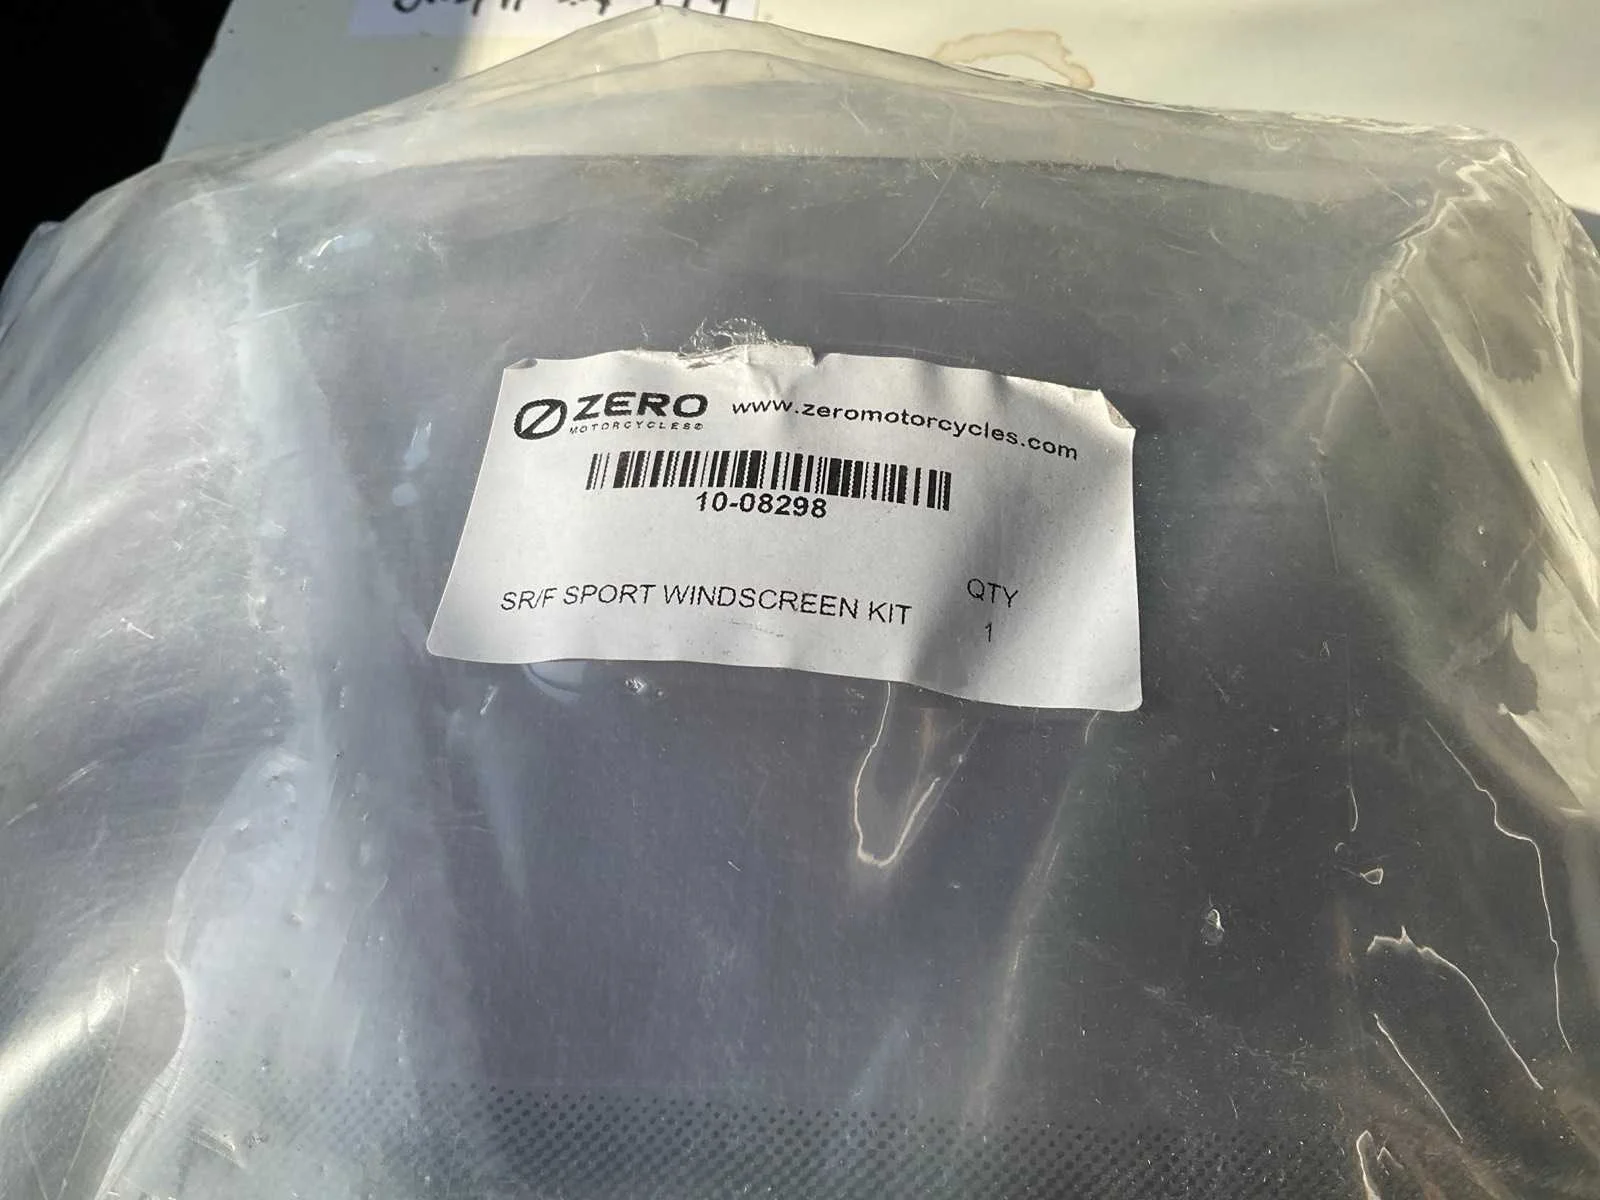 ZERO www.zeromotorcycles.com
MOTORCYCLES®
10-08298
SR/F SPORT WINDSCREEN KIT QTY
1